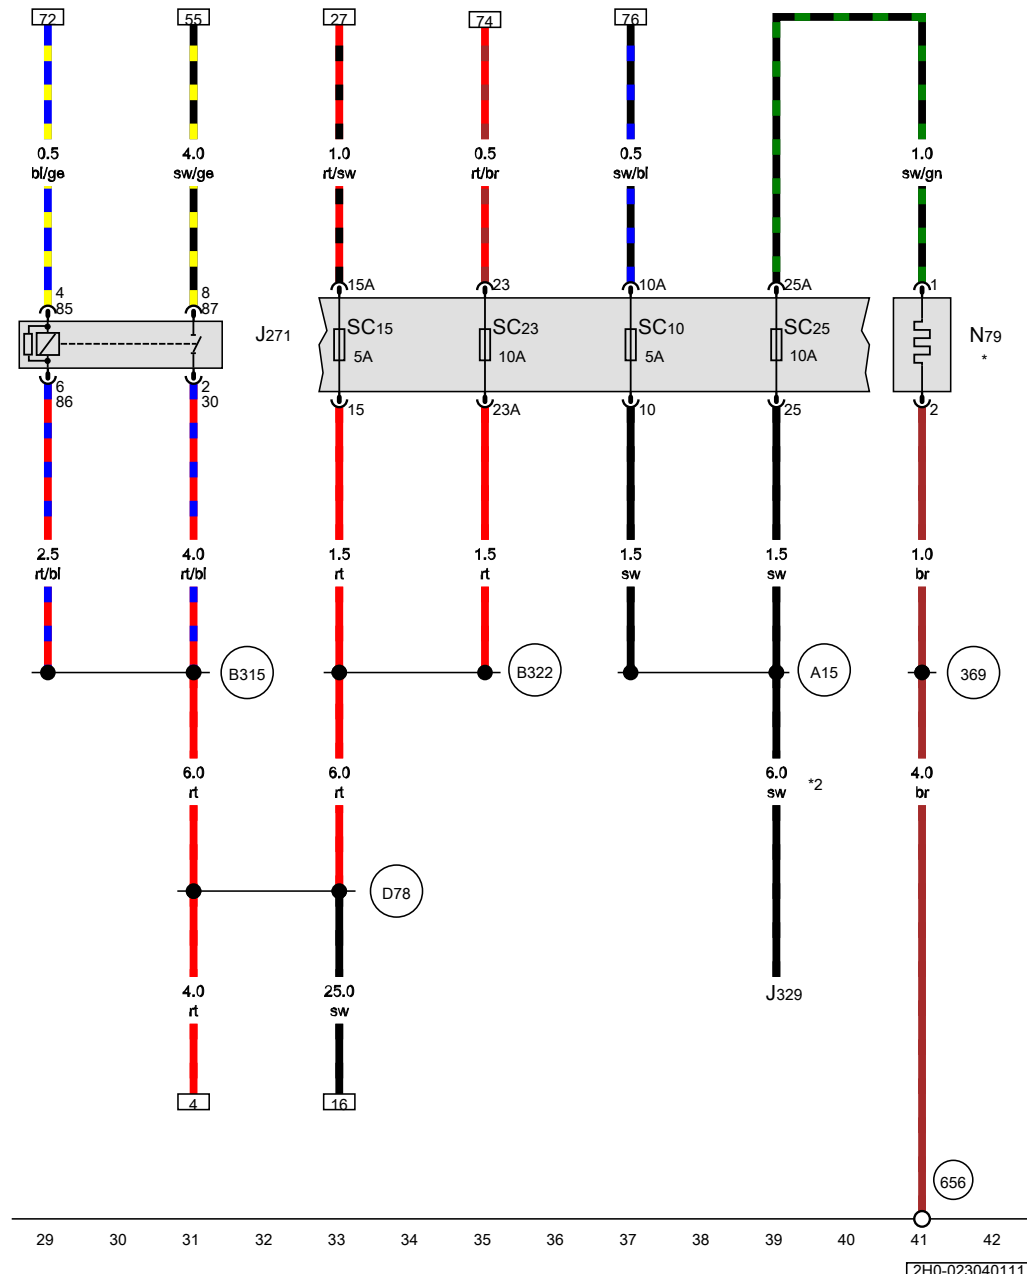 72 55 27 74 76
0.5 4.0 1.0 0.5 0.5 1.0
bl/ge sw/ge rt/sw rt/br sw/bl sw/gn
4 8 15A 23 10A 25A 1
85 87
J271 SC15 SC23 SC10 SC25 N79
5A 10A 5A 10A *
6 2 15 23A 10 25 2
86 30
2.5 4.0 1.5 1.5 1.5 1.5 1.0
rt/bl rt/bl rt rt sw sw br
B315 B322 A15 369
6.0 6.0 6.0 *2 4.0
rt rt sw br
D78
4.0 25.0 J329
rt sw
4 16
656
29 30 31 32 33 34 35 36 37 38 39 40 41 42
2H0-023040111